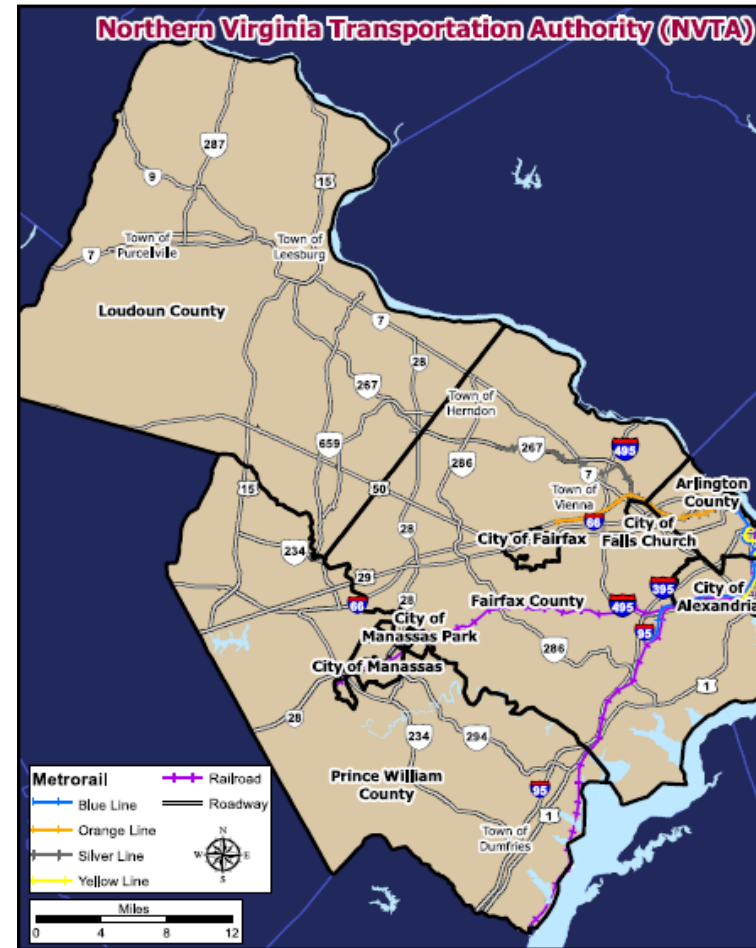 Northern Virginia Transportation Authority (NVTA)
287
9
15
Town of
Purcelville
Town of
Leesburg
7
Loudoun County
7
28
267
Town of
Herndon
659
267
495
286
7
Arlington
County
15
50
Town of
Vienna
66
City of
Falls Church
City of Fairfax
28
234
29
395
66
28
Fairfax County
495
City of
Alexandria
City of
Manassas Park
95
286
City of Manassas
1
28
234
294
Prince William
County
95
1
Town of
Dumfries
Metrorail
Blue Line
Orange Line
Silver Line
Yellow Line
Railroad
Roadway
N
W E
S
Miles
0 4 8 12